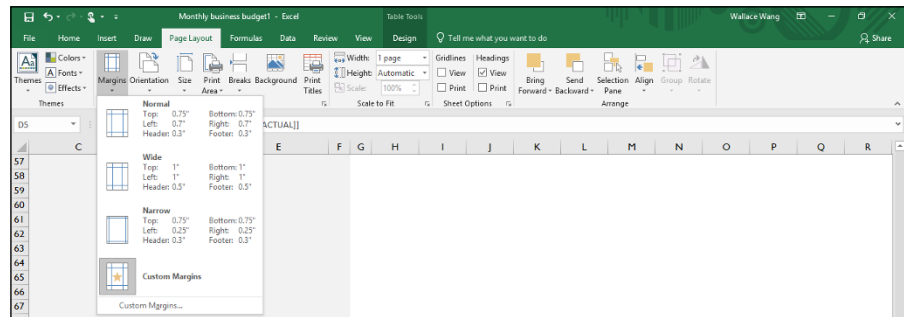 Monthly business budget1 - Excel Table Tools Wallace Wang
File Home Insert Draw Page Layout Formulas Data Review View Design Tell me what you want to do Share
Colors Width: 1 page Gridlines Headings
Fonts Height: Automatic View View
Effects Scale: 100% Print Print
Themes Margins Orientation Size Print Area Breaks Background Print Titles Bring Forward Send Backward Selection Pane Align Group Rotate
Themes Scale to Fit Sheet Options Arrange
D5 CTUAL]]
C E F G H I J K L M N O P Q R
Normal
Top: 0.75" Bottom: 0.75"
Left: 0.7" Right: 0.7"
Header: 0.3" Footer: 0.3"
Wide
Top: 1" Bottom: 1"
Left: 1" Right: 1"
Header: 0.5" Footer: 0.5"
Narrow
Top: 0.75" Bottom: 0.75"
Left: 0.25" Right: 0.25"
Header: 0.3" Footer: 0.3"
Custom Margins
Custom Margins...
57
58
59
60
61
62
63
64
65
66
67